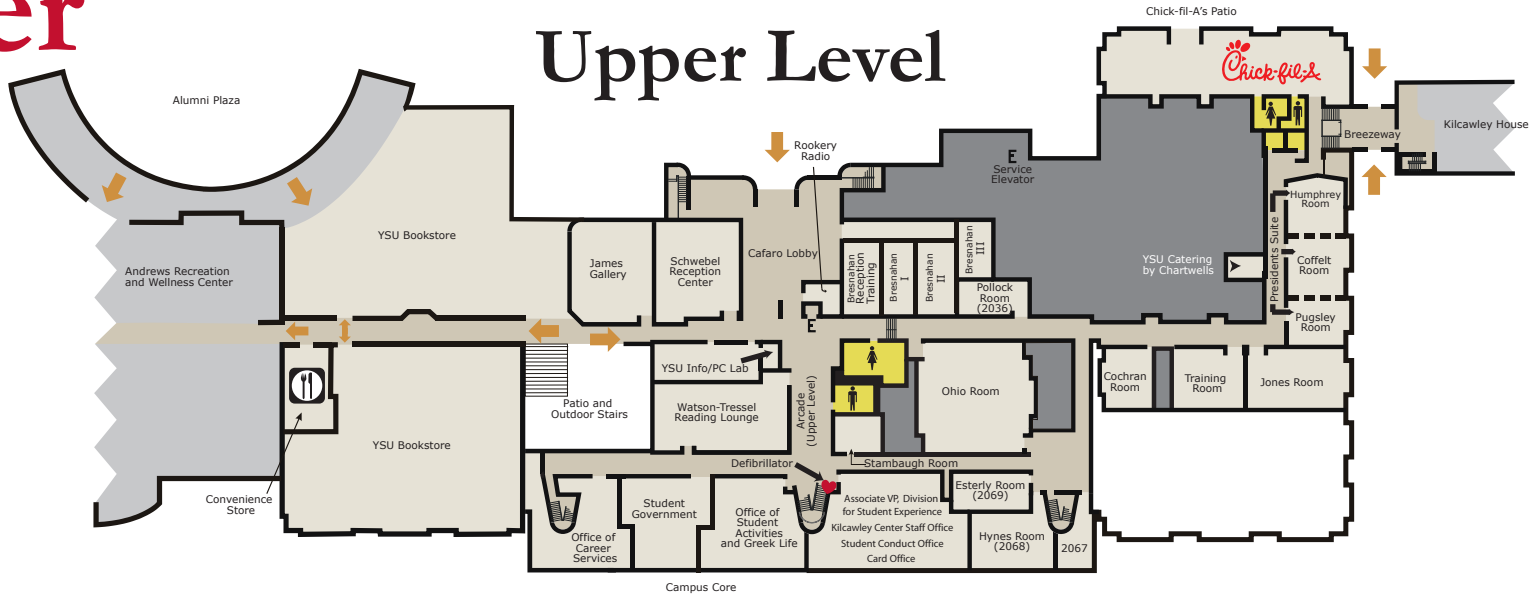 er
Upper Level
Chick-fil-A's Patio
Chick-fil-A
Alumni Plaza
Kilcawley House
Breezeway
Rookery
Radio
E
Service
Elevator
Humphrey
Room
YSU Bookstore
Andrews Recreation
and Wellness Center
James
Gallery
Schwebel
Reception
Center
Cafaro Lobby
Bresnahan
Reception
Training
Bresnahan
I
Bresnahan
II
Bresnahan
III
Pollock
Room
(2036)
YSU Catering
by Chartwells
Presidents Suite
Coffelt
Room
Pugsley
Room
E
YSU Info/PC Lab
Watson-Tressel
Reading Lounge
Arcade
(Upper Level)
Ohio Room
Cochran
Room
Training
Room
Jones Room
Patio and
Outdoor Stairs
YSU Bookstore
Convenience
Store
Defibrillator
Stambaugh Room
Office of
Career
Services
Student
Government
Office of
Student
Activities
and Greek Life
Associate VP, Division
for Student Experience
Kilcawley Center Staff Office
Student Conduct Office
Card Office
Esterly Room
(2069)
Hynes Room
(2068)
2067
Campus Core